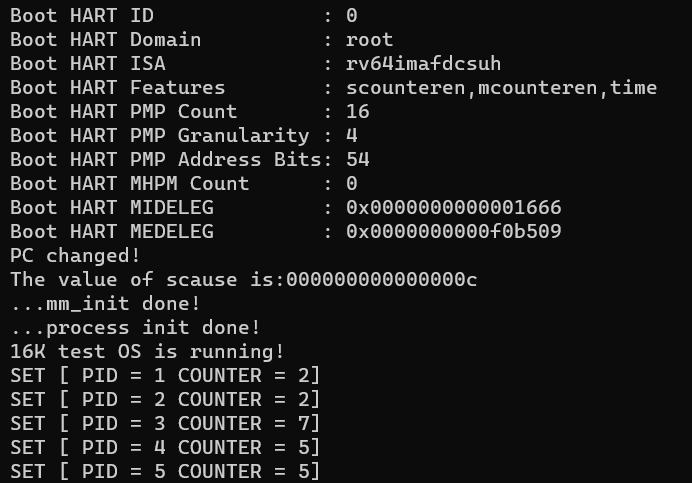 Boot HART ID              : 0
Boot HART Domain          : root
Boot HART ISA             : rv64imafdcsuh
Boot HART Features        : scounteren,mcounteren,time
Boot HART PMP Count       : 16
Boot HART PMP Granularity : 4
Boot HART PMP Address Bits: 54
Boot HART MHPM Count      : 0
Boot HART MIDELEG         : 0x0000000000001666
Boot HART MEDELEG         : 0x0000000000f0b509
PC changed!
The value of scause is:000000000000000c
...mm_init done!
...process init done!
16K test OS is running!
SET [ PID = 1 COUNTER = 2]
SET [ PID = 2 COUNTER = 2]
SET [ PID = 3 COUNTER = 7]
SET [ PID = 4 COUNTER = 5]
SET [ PID = 5 COUNTER = 5]